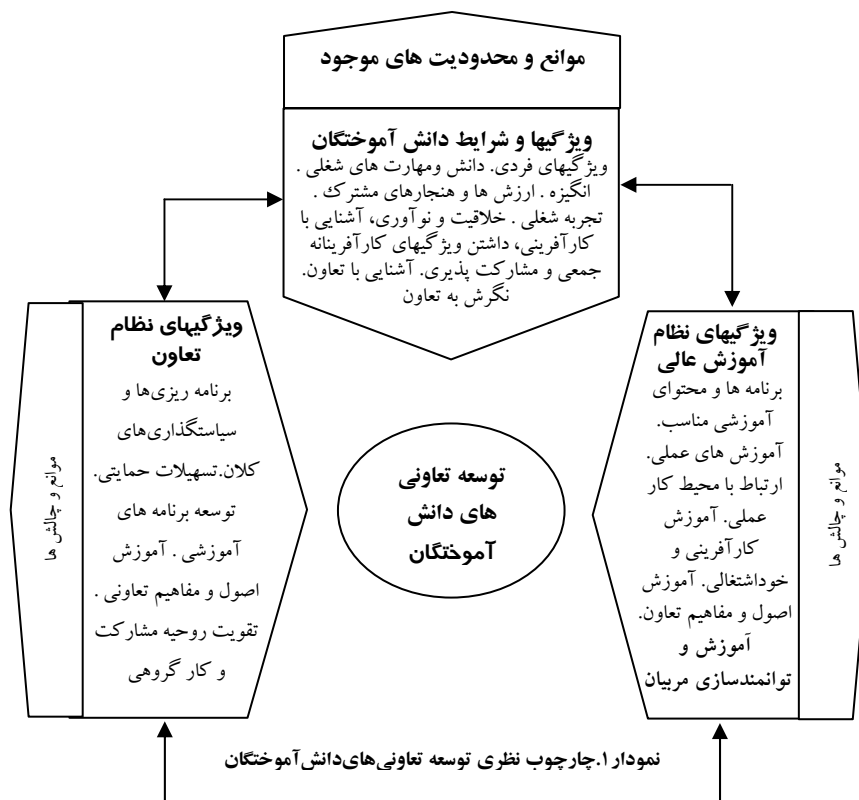 موانع و محدودیت های موجود
ویژگیها و شرایط دانش آموختگان
ویژگیهای فردی. دانش ومهارت های شغلی .
انگیزه . ارزش ها و هنجارهای مشترک .
تجربه شغلی . خلاقیت و نوآوری، آشنایی با
کارآفرینی، داشتن ویژگیهای کارآفرینانه
جمعی و مشارکت پذیری. آشنایی با تعاون.
نگرش به تعاون
ویژگیهای نظام
آموزش عالی
برنامه ها و محتوای
آموزشی مناسب.
آموزش های عملی.
ارتباط با محیط کار
عملی. آموزش
کارآفرینی و
خوداشتغالی. آموزش
اصول و مفاهیم تعاون.
آموزش و
توانمندسازی مربیان
موانع و چالش ها
توسعه تعاونی
های دانش
آموختگان
ویژگیهای نظام
تعاون
برنامه ریزی‌ها و
سیاستگذاری‌های
کلان.تسهیلات حمایتی.
توسعه برنامه های
آموزشی . آموزش
اصول و مفاهیم تعاونی .
تقویت روحیه مشارکت
و کار گروهی
موانع و چالش ها
نمودار ۱.چارچوب نظری توسعه تعاونی‌های‌دانش‌آموختگان